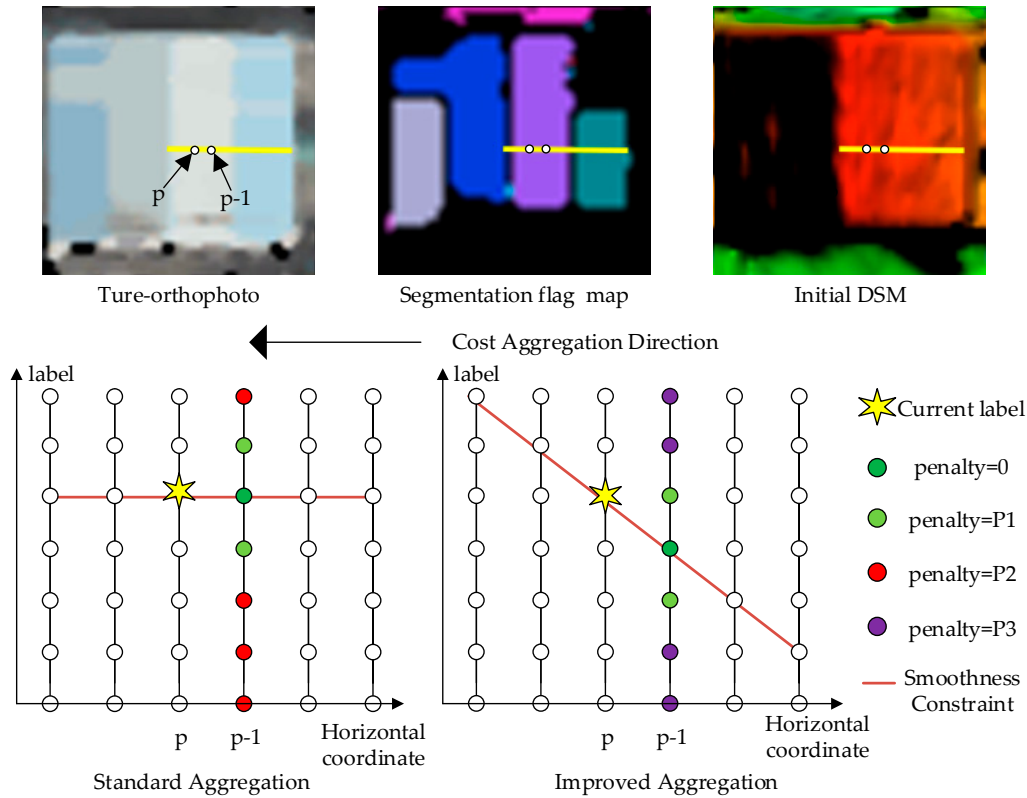 p
p-1
Ture-orthophoto
Segmentation flag map
Initial DSM
Cost Aggregation Direction
label
label
Current label
penalty=0
penalty=P1
penalty=P2
penalty=P3
Smoothness
Constraint
p
p-1
Horizontal
coordinate
p
p-1
Horizontal
coordinate
Standard Aggregation
Improved Aggregation